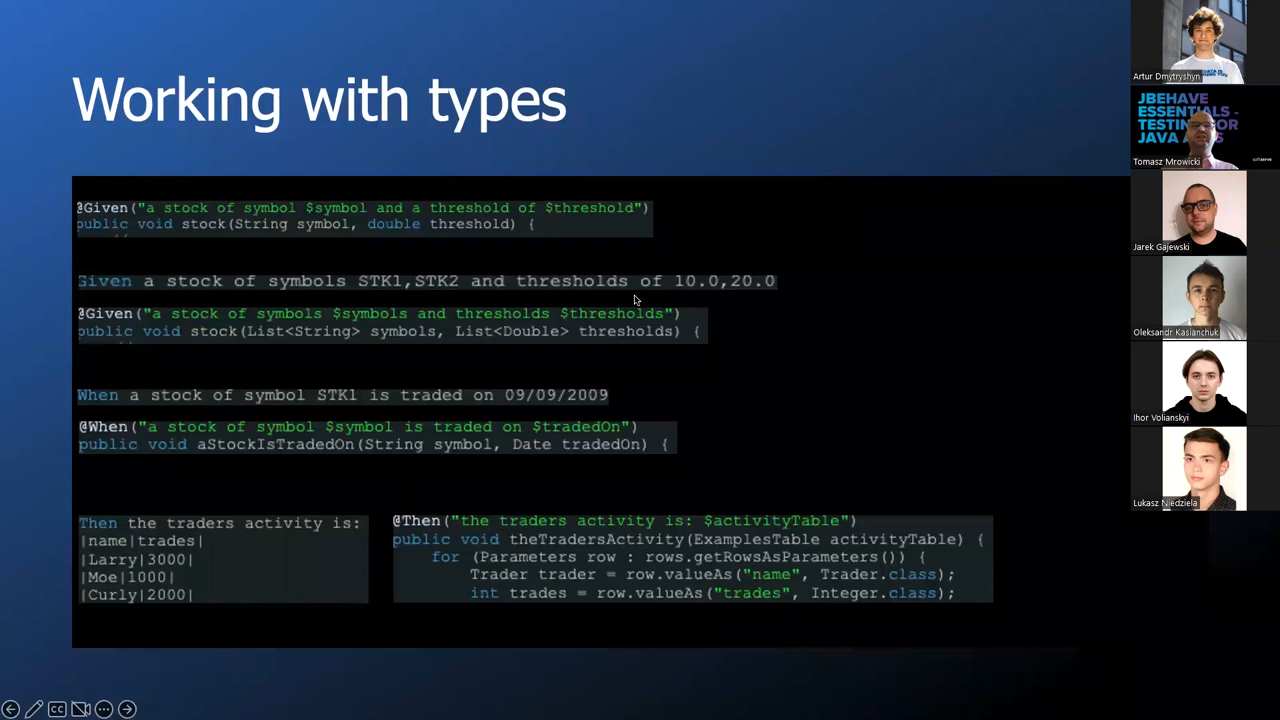 Working with types
@Given("a stock of symbol $symbol and a threshold of $threshold")
public void stock(String symbol, double threshold) {
Given a stock of symbols STK1,STK2 and thresholds of 10.0,20.0
@Given("a stock of symbols $symbols and thresholds $thresholds")
public void stock(List<String> symbols, List<Double> thresholds) {
When a stock of symbol STK1 is traded on 09/09/2009
@When("a stock of symbol $symbol is traded on $tradedOn")
public void aStockIsTradedOn(String symbol, Date tradedOn) {
Then the traders activity is:
|name|trades|
|Larry|3000|
|Moe|1000|
|Curly|2000|
@Then("the traders activity is: $activityTable")
public void theTradersActivity(ExamplesTable activityTable) {
for (Parameters row : rows.getRowsAsParameters()) {
Trader trader = row.valueAs("name", Trader.class);
int trades = row.valueAs("trades", Integer.class);
Artur Dmytryshyn
JBEHAVE
ESSENTIALS -
JAVA
softserve
Tomasz Mrowicki
Jarek Gajewski
Oleksandr Kasianchuk
Ihor Volianskyi
Lukasz Niedziela
CC